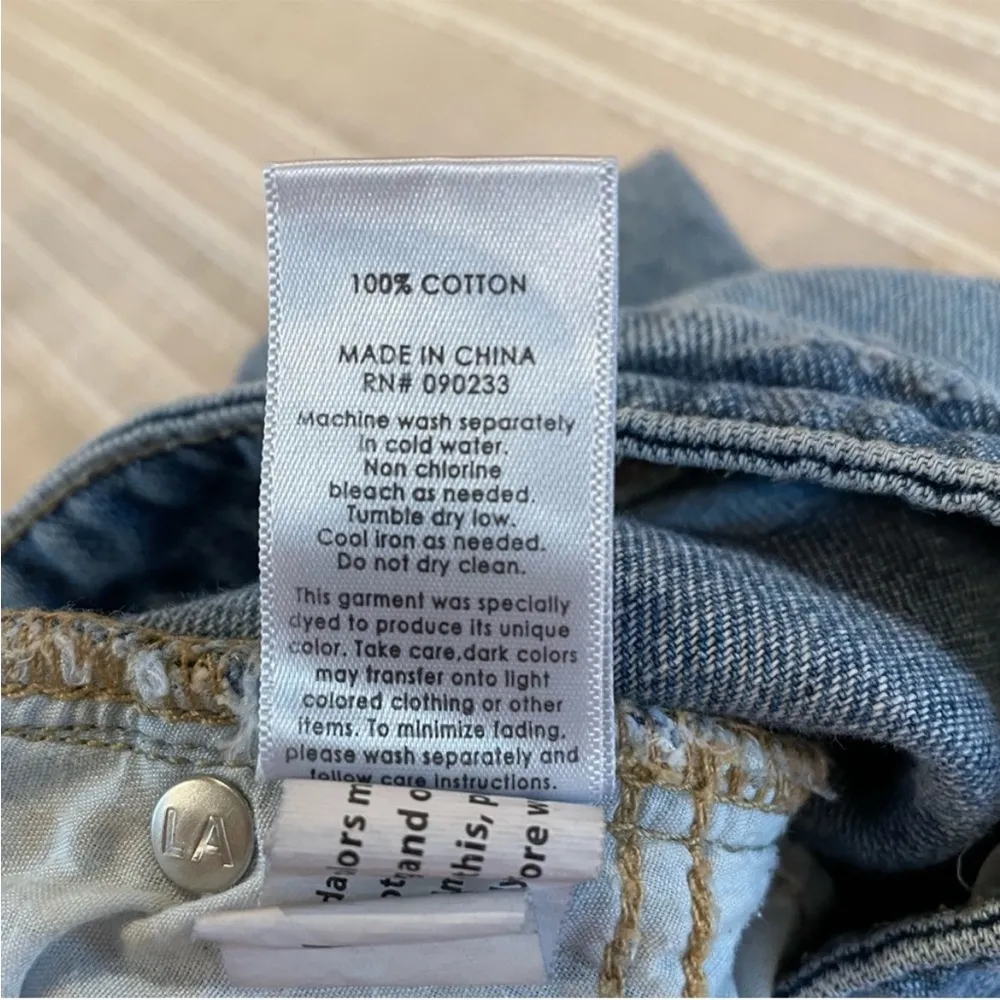 100% COTTON
MADE IN CHINA
RN# 090233
Machine wash separately
in cold water.
Non chlorine
bleach as needed.
Tumble dry low.
Cool iron as needed.
Do not dry clean.
This garment was specially
dyed to produce its unique
color. Take care,dark colors
may transfer onto light
colored clothing or other
items. To minimize fading.
please wash separately and
follow care instructions.
LA
and o
this, p